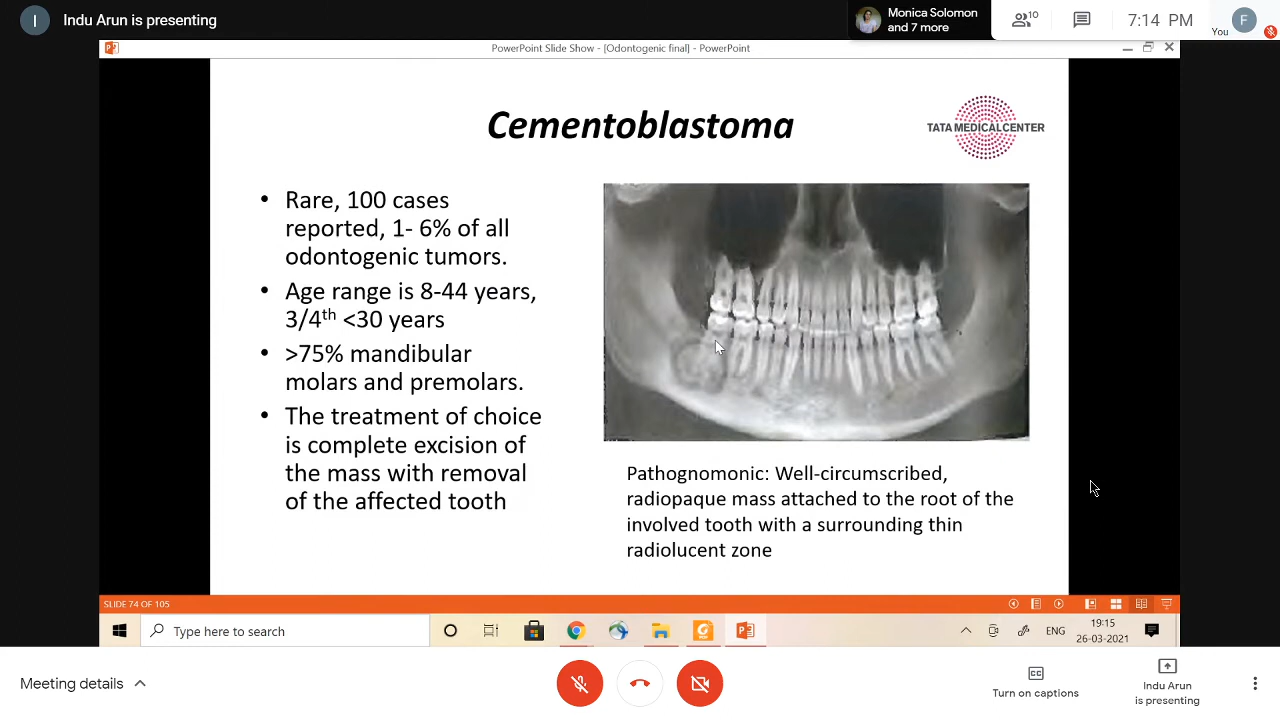 I
Indu Arun is presenting
Monica Solomon
and 7 more
10
7:14 PM
You
F
PowerPoint Slide Show - [Odontogenic final] - PowerPoint
Cementoblastoma
TATA MEDICAL CENTER
• Rare, 100 cases
reported, 1- 6% of all
odontogenic tumors.
• Age range is 8-44 years,
3/4th <30 years
• >75% mandibular
molars and premolars.
• The treatment of choice
is complete excision of
the mass with removal
of the affected tooth
Pathognomonic: Well-circumscribed,
radiopaque mass attached to the root of the
involved tooth with a surrounding thin
radiolucent zone
SLIDE 74 OF 105
Type here to search
ENG
19:15
26-03-2021
Meeting details
CC
Turn on captions
Indu Arun
is presenting